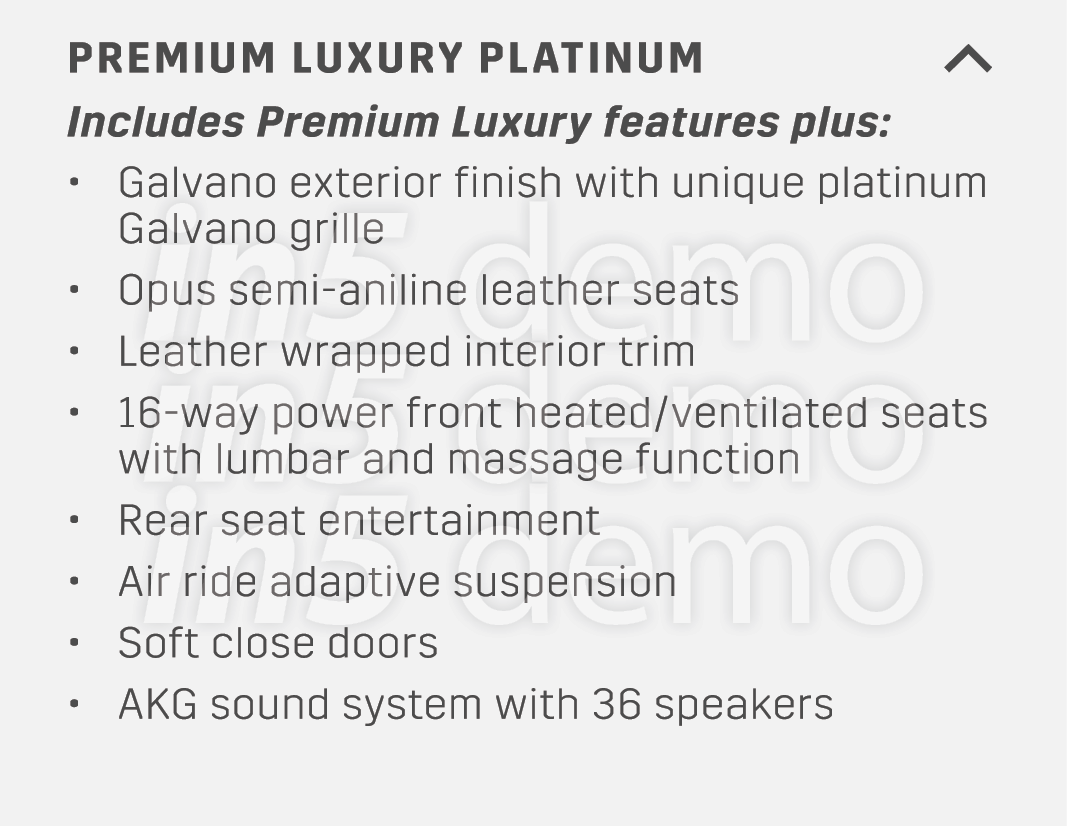 PREMIUM LUXURY PLATINUM
Includes Premium Luxury features plus:
• Galvano exterior finish with unique platinum
Galvano grille
• Opus semi-aniline leather seats
• Leather wrapped interior trim
• 16-way power front heated/ventilated seats
with lumbar and massage function
• Rear seat entertainment
• Air ride adaptive suspension
• Soft close doors
• AKG sound system with 36 speakers
in5 demo
in5 demo
in5 demo